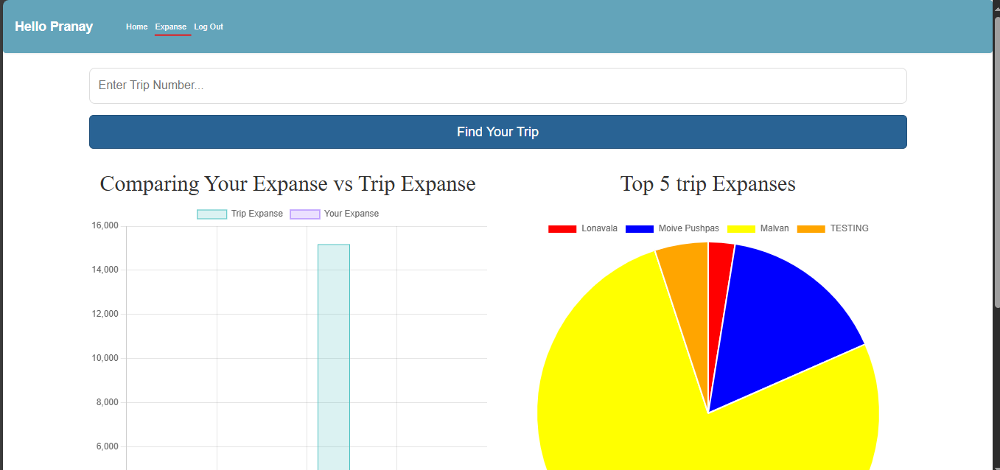 Hello Pranay Home Expanse Log Out
Enter Trip Number...
Find Your Trip
Comparing Your Expanse vs Trip Expanse
Trip Expanse Your Expanse
16,000
14,000
12,000
10,000
8,000
6,000
Top 5 trip Expanses
Lonavala Moive Pushpas Malvan TESTING